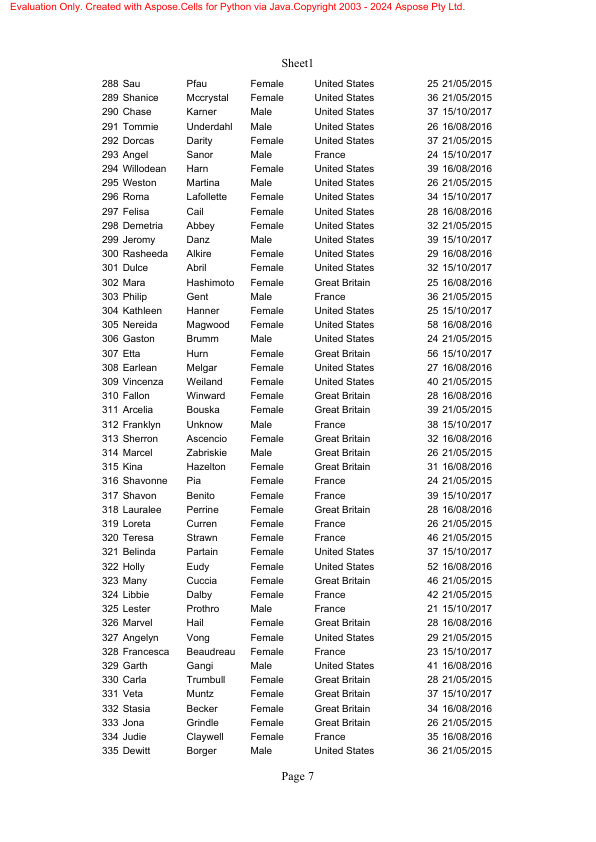 Evaluation Only. Created with Aspose.Cells for Python via Java.Copyright 2003 - 2024 Aspose Pty Ltd.
Sheet1
288 Sau Pfau Female United States 25 21/05/2015
289 Shanice Mccrystal Female United States 36 21/05/2015
290 Chase Karner Male United States 37 15/10/2017
291 Tommie Underdahl Male United States 26 16/08/2016
292 Dorcas Darity Female United States 37 21/05/2015
293 Angel Sanor Male France 24 15/10/2017
294 Willodean Harn Female United States 39 16/08/2016
295 Weston Martina Male United States 26 21/05/2015
296 Roma Lafollette Female United States 34 15/10/2017
297 Felisa Cail Female United States 28 16/08/2016
298 Demetria Abbey Female United States 32 21/05/2015
299 Jeromy Danz Male United States 39 15/10/2017
300 Rasheeda Alkire Female United States 29 16/08/2016
301 Dulce Abril Female United States 32 15/10/2017
302 Mara Hashimoto Female Great Britain 25 16/08/2016
303 Philip Gent Male France 36 21/05/2015
304 Kathleen Hanner Female United States 25 15/10/2017
305 Nereida Magwood Female United States 58 16/08/2016
306 Gaston Brumm Male United States 24 21/05/2015
307 Etta Hurn Female Great Britain 56 15/10/2017
308 Earlean Melgar Female United States 27 16/08/2016
309 Vincenza Weiland Female United States 40 21/05/2015
310 Fallon Winward Female Great Britain 28 16/08/2016
311 Arcelia Bouska Female Great Britain 39 21/05/2015
312 Franklyn Unknow Male France 38 15/10/2017
313 Sherron Ascencio Female Great Britain 32 16/08/2016
314 Marcel Zabriskie Male Great Britain 26 21/05/2015
315 Kina Hazelton Female Great Britain 31 16/08/2016
316 Shavonne Pia Female France 24 21/05/2015
317 Shavon Benito Female France 39 15/10/2017
318 Lauralee Perrine Female Great Britain 28 16/08/2016
319 Loreta Curren Female France 26 21/05/2015
320 Teresa Strawn Female France 46 21/05/2015
321 Belinda Partain Female United States 37 15/10/2017
322 Holly Eudy Female United States 52 16/08/2016
323 Many Cuccia Female Great Britain 46 21/05/2015
324 Libbie Dalby Female France 42 21/05/2015
325 Lester Prothro Male France 21 15/10/2017
326 Marvel Hail Female Great Britain 28 16/08/2016
327 Angelyn Vong Female United States 29 21/05/2015
328 Francesca Beaudreau Female France 23 15/10/2017
329 Garth Gangi Male United States 41 16/08/2016
330 Carla Trumbull Female Great Britain 28 21/05/2015
331 Veta Muntz Female Great Britain 37 15/10/2017
332 Stasia Becker Female Great Britain 34 16/08/2016
333 Jona Grindle Female Great Britain 26 21/05/2015
334 Judie Claywell Female France 35 16/08/2016
335 Dewitt Borger Male United States 36 21/05/2015
Page 7